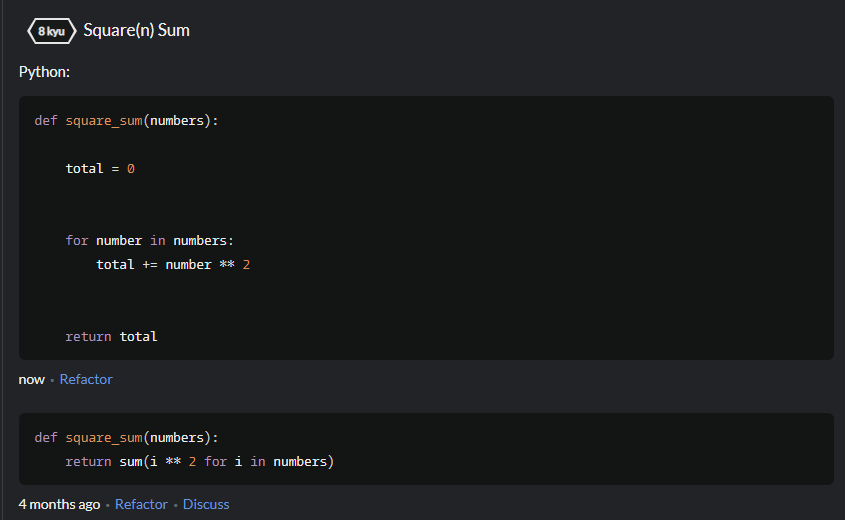 8 kyu Square(n) Sum
Python:
def square_sum(numbers):
    total = 0
    for number in numbers:
        total += number ** 2
    return total
now • Refactor
def square_sum(numbers):
    return sum(i ** 2 for i in numbers)
4 months ago • Refactor • Discuss